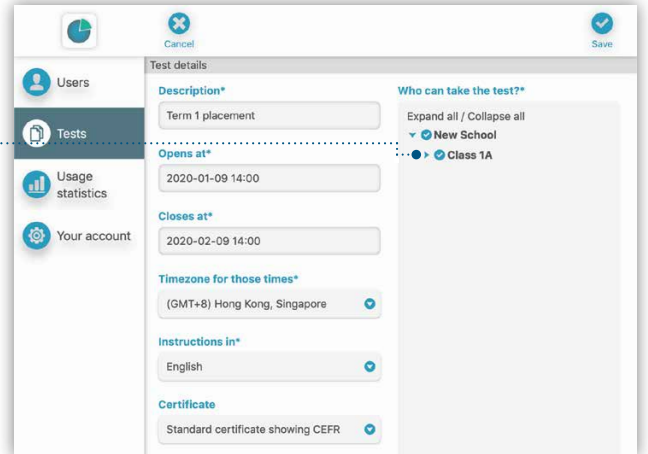 Cancel
Save
Users
Tests
Usage
statistics
Your account
Test details
Description*
Term 1 placement
Opens at*
2020-01-09 14:00
Closes at*
2020-02-09 14:00
Timezone for those times*
(GMT+8) Hong Kong, Singapore
Instructions in*
English
Certificate
Standard certificate showing CEFR
Who can take the test?*
Expand all / Collapse all
New School
Class 1A